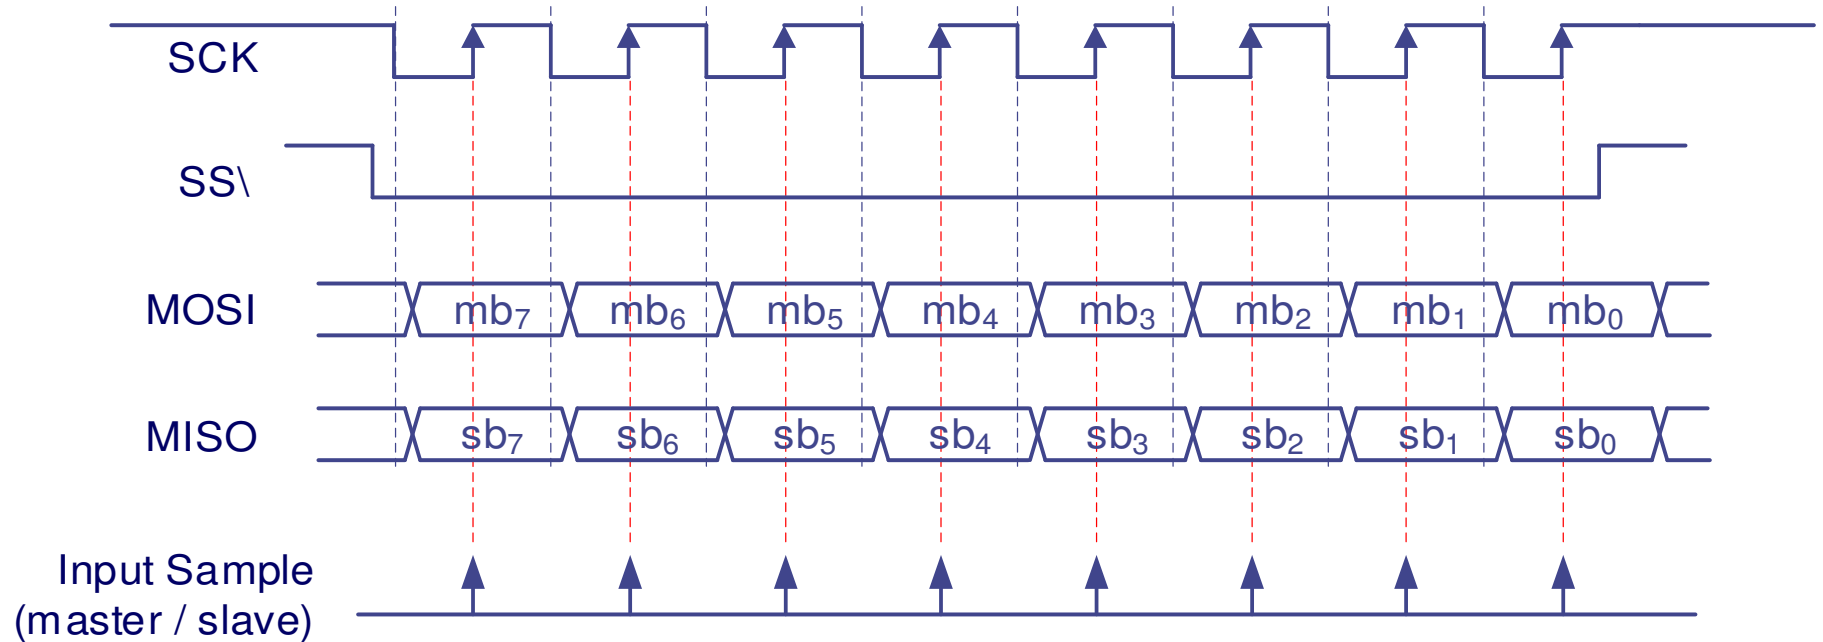 SCK
SS\
MOSI mb₇ mb₆ mb₅ mb₄ mb₃ mb₂ mb₁ mb₀
MISO sb₇ sb₆ sb₅ sb₄ sb₃ sb₂ sb₁ sb₀
Input Sample
(master / slave)